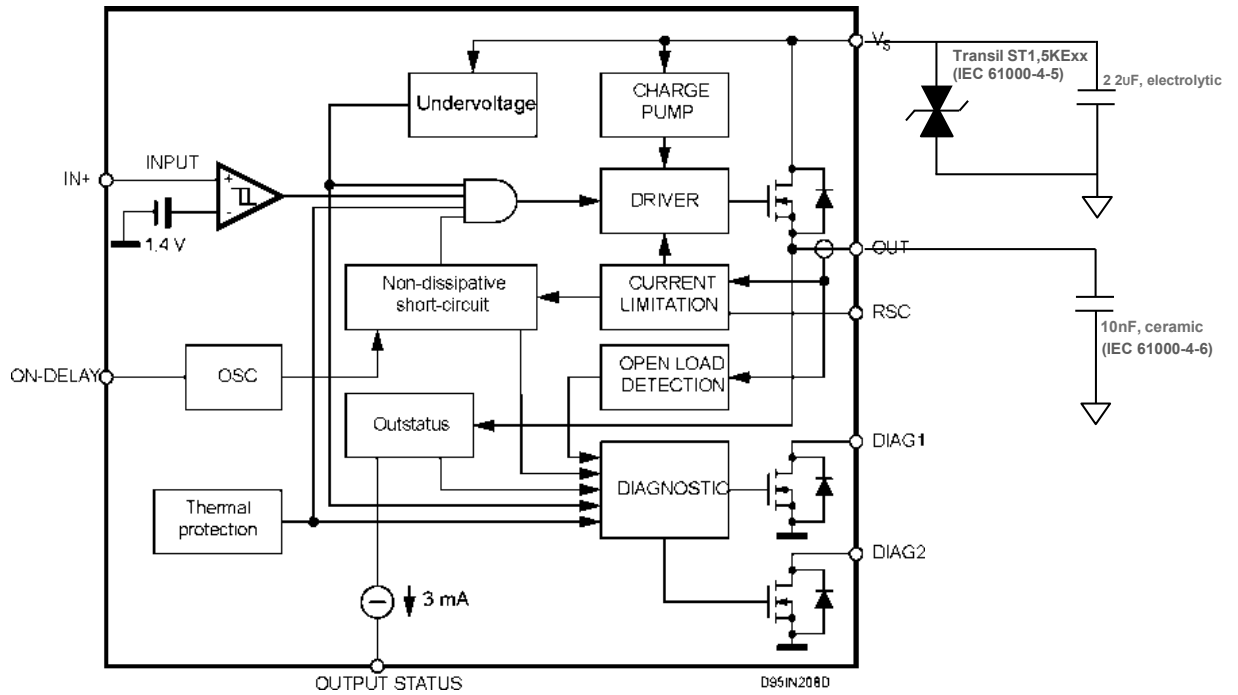 Vs
Transil ST1,5KExx
(IEC 61000-4-5)
2 2uF, electrolytic
Undervoltage
CHARGE
PUMP
INPUT
IN+
+
-
1.4 V
DRIVER
OUT
Non-dissipative
short-circuit
CURRENT
LIMITATION
RSC
10nF, ceramic
(IEC 61000-4-6)
ON-DELAY
OSC
OPEN LOAD
DETECTION
Outstatus
DIAG1
DIAGNOSTIC
Thermal
protection
DIAG2
3 mA
OUTPUT STATUS
D95IN208D